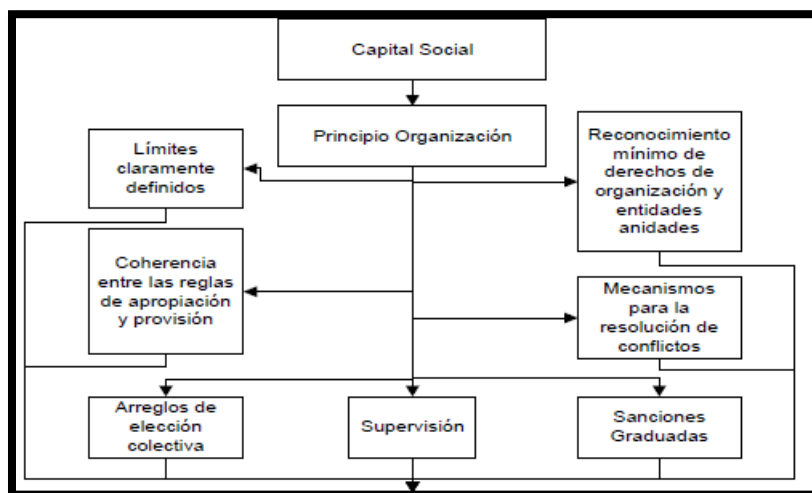 Capital Social
Principio Organización
Límites
claramente
definidos
Reconocimiento
mínimo de
derechos de
organización y
entidades
anidades
Coherencia
entre las reglas
de apropiación
y provisión
Mecanismos
para la
resolución de
conflictos
Arreglos de
elección
colectiva
Supervisión
Sanciones
Graduadas